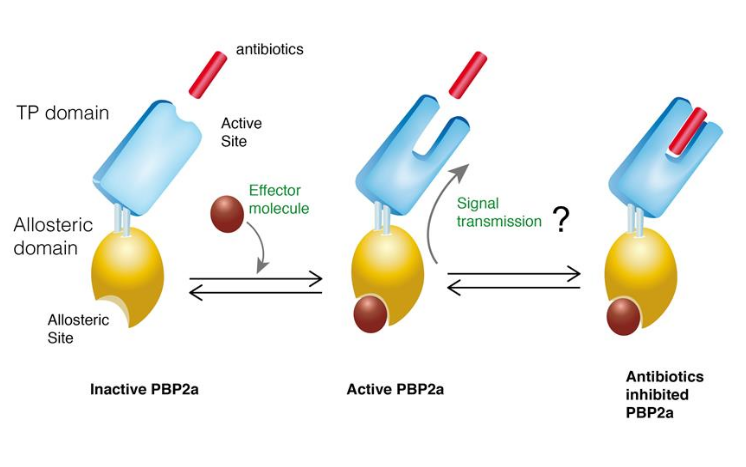 antibiotics
TP domain
Active
Site
Effector
molecule
Allosteric
domain
Signal
transmission
?
Allosteric
Site
Inactive PBP2a
Active PBP2a
Antibiotics
inhibited
PBP2a